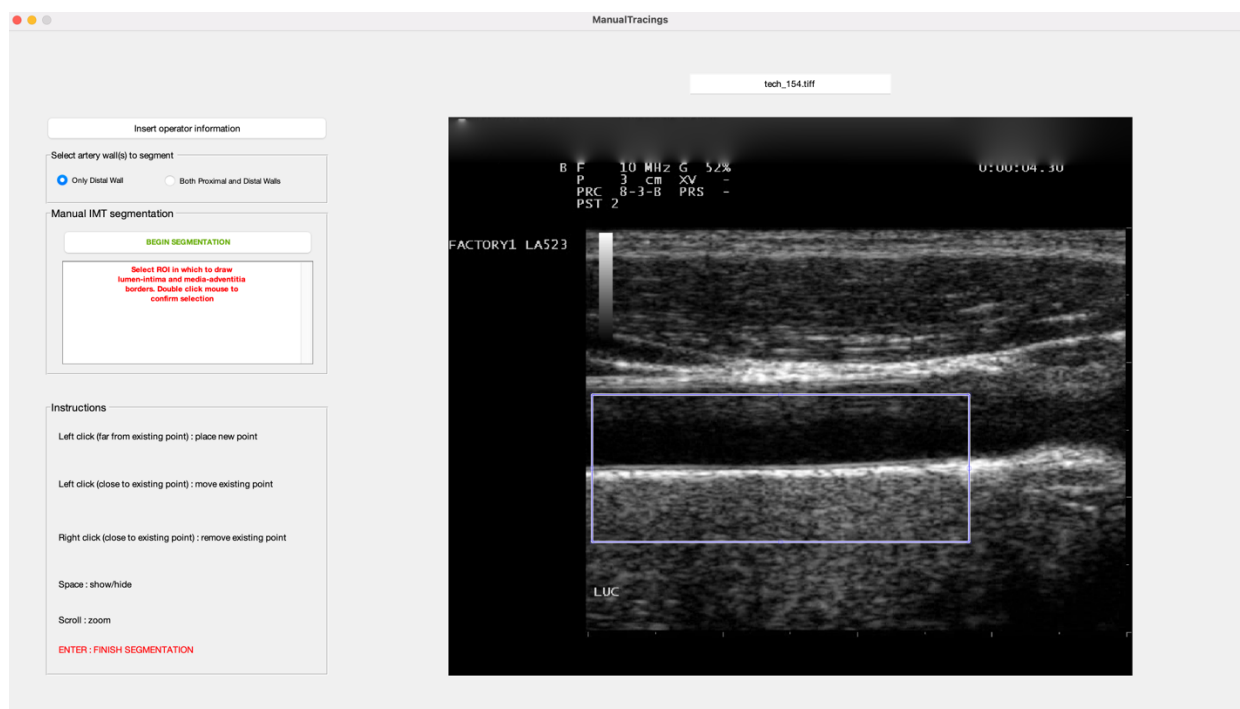 ManualTracings
tech_154.tiff
Insert operator information
Select artery wall(s) to segment
Only Distal Wall
Both Proximal and Distal Walls
Manual IMT segmentation
BEGIN SEGMENTATION
Select ROI in which to draw
lumen-intima and media-adventitia
borders. Double click mouse to
confirm selection
Instructions
Left click (far from existing point) : place new point
Left click (close to existing point) : move existing point
Right click (close to existing point) : remove existing point
Space : show/hide
Scroll : zoom
ENTER : FINISH SEGMENTATION
B F 10 MHz G 52%
P 3 cm XV -
PRC 8-3-B PRS -
PST 2
0:00:04.30
FACTORY1 LA523
LUC